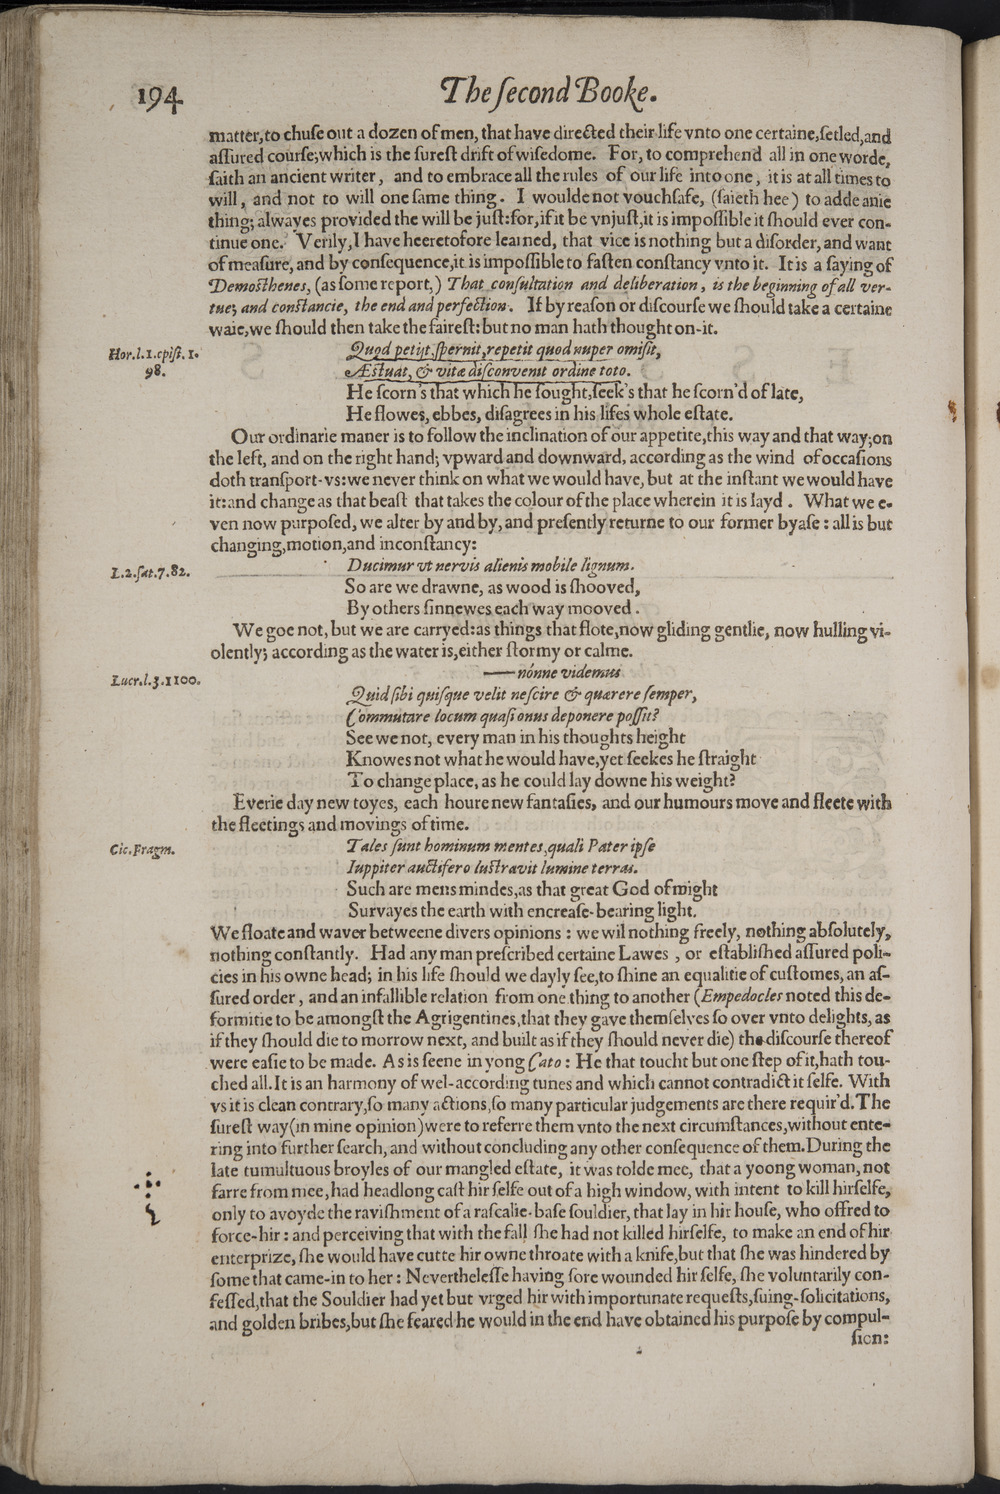 194
The ſecond Booke.
matter, to chuſe out a dozen of men, that have directed their life vnto one certaine, ſetled, and
aſſured courſe; which is the ſureſt drift of wiſedome. For, to comprehend all in one worde,
ſaith an ancient writer, and to embrace all the rules of our life into one, it is at all times to
will, and not to will one ſame thing. I woulde not vouchſafe, (ſaieth hee) to adde anie
thing; alwayes provided the will be juſt: for, if it be vnjuſt, it is impoſſible it ſhould ever con-
tinue one. Verily, I have heeretofore learned, that vice is nothing but a diſorder, and want
of meaſure, and by conſequence, it is impoſſible to faſten conſtancy vnto it. It is a ſaying of
Demoſthenes, (as ſome report,) That conſultation and deliberation, is the beginning of all ver-
tue; and conſtancie, the end and perfection. If by reaſon or diſcourſe we ſhould take a certaine
waie, we ſhould then take the faireſt: but no man hath thought on-it.
Hor. l. 1. epiſt. 1.
98.
Quod petijt, ſpernit, repetit quod nuper omiſit,
Æſtuat, & vitæ diſconvenit ordine toto.
He ſcorn's that which he ſought, ſeek's that he ſcorn'd of late,
He flowes, ebbes, diſagrees in his lifes whole eſtate.
Our ordinarie maner is to follow the inclination of our appetite, this way and that way; on
the left, and on the right hand; vpward and downward, according as the wind of occaſions
doth tranſport-vs: we never think on what we would have, but at the inſtant we would have
it: and change as that beaſt that takes the colour of the place wherein it is layd. What we e-
ven now purpoſed, we alter by and by, and preſently returne to our former byaſe: all is but
changing, motion, and inconſtancy:
L. 2. ſat. 7. 82.
Ducimur vt nervis alienis mobile lignum.
So are we drawne, as wood is ſhooved,
By others ſinnewes each way mooved.
We goe not, but we are carryed: as things that flote, now gliding gentlie, now hulling vi-
olently; according as the water is, either ſtormy or calme.
Lucr. l. 3. 1100.
—— nónne videmus
Quid ſibi quiſque velit neſcire & quærere ſemper,
Commutare locum quaſi onus deponere poſſit?
See we not, every man in his thoughts height
Knowes not what he would have, yet ſeekes he ſtraight
To change place, as he could lay downe his weight?
Everie day new toyes, each houre new fantaſies, and our humours move and fleete with
the fleetings and movings of time.
Cic. Fragm.
Tales ſunt hominum mentes, quali Pater ipſe
Iuppiter auctifero luſtravit lumine terras.
Such are mens mindes, as that great God of might
Survayes the earth with encreaſe-bearing light.
We floate and waver betweene divers opinions: we wil nothing freely, nothing abſolutely,
nothing conſtantly. Had any man preſcribed certaine Lawes, or eſtabliſhed aſſured poli-
cies in his owne head; in his life ſhould we dayly ſee, to ſhine an equalitie of cuſtomes, an aſ-
ſured order, and an infallible relation from one thing to another (Empedocles noted this de-
formitie to be amongſt the Agrigentines, that they gave themſelves ſo over vnto delights, as
if they ſhould die to morrow next, and built as if they ſhould never die) the diſcourſe thereof
were eaſie to be made. As is ſeene in yong Cato: He that toucht but one ſtep of it, hath tou-
ched all. It is an harmony of wel-according tunes and which cannot contradict it ſelfe. With
vs it is clean contrary, ſo many actions, ſo many particular judgements are there requir'd. The
ſureſt way (in mine opinion) were to referre them vnto the next circumſtances, without ente-
ring into further ſearch, and without concluding any other conſequence of them. During the
late tumultuous broyles of our mangled eſtate, it was tolde mee, that a yoong woman, not
farre from mee, had headlong caſt hir ſelfe out of a high window, with intent to kill hirſelfe,
only to avoyde the raviſhment of a raſcalie-baſe ſouldier, that lay in hir houſe, who offred to
force-hir: and perceiving that with the fall ſhe had not killed hirſelfe, to make an end of hir
enterprize, ſhe would have cutte hir owne throate with a knife, but that ſhe was hindered by
ſome that came-in to her: Nevertheleſſe having ſore wounded hir ſelfe, ſhe voluntarily con-
feſſed, that the Souldier had yet but vrged hir with importunate requeſts, ſuing-ſolicitations,
and golden bribes, but ſhe feared he would in the end have obtained his purpoſe by compul-
ſion: